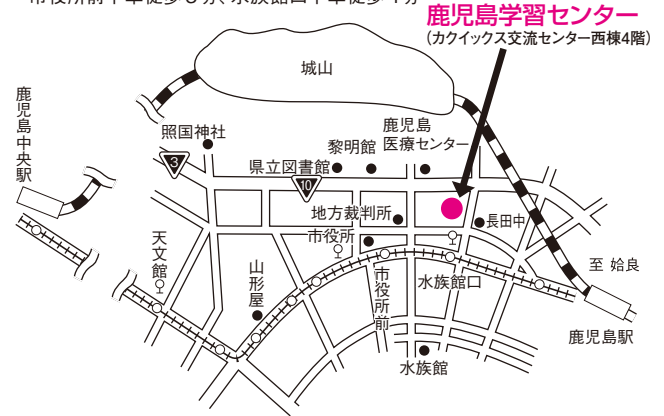 鹿児島学習センター
(カクイックス交流センター西棟4階)
城山
鹿児島中央駅
照国神社
3
黎明館
鹿児島
医療センター
県立図書館
10
地方裁判所
長田中
市役所
天文館
山形屋
市役所前
水族館口
至 姶良
鹿児島駅
水族館